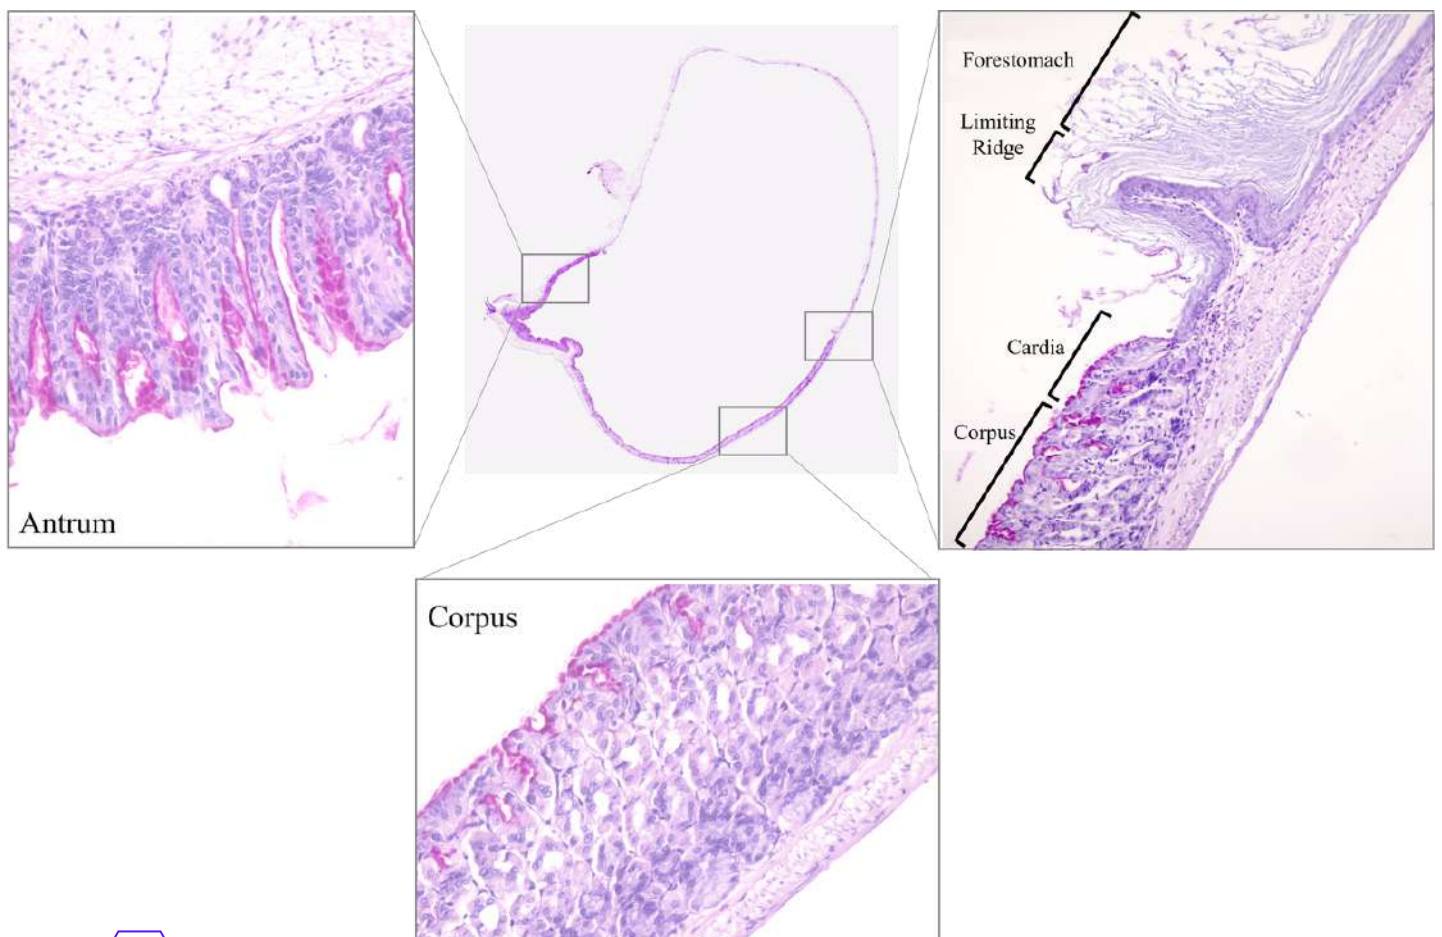 Forestomach
Limiting
Ridge
Cardia
Corpus
Antrum
Corpus